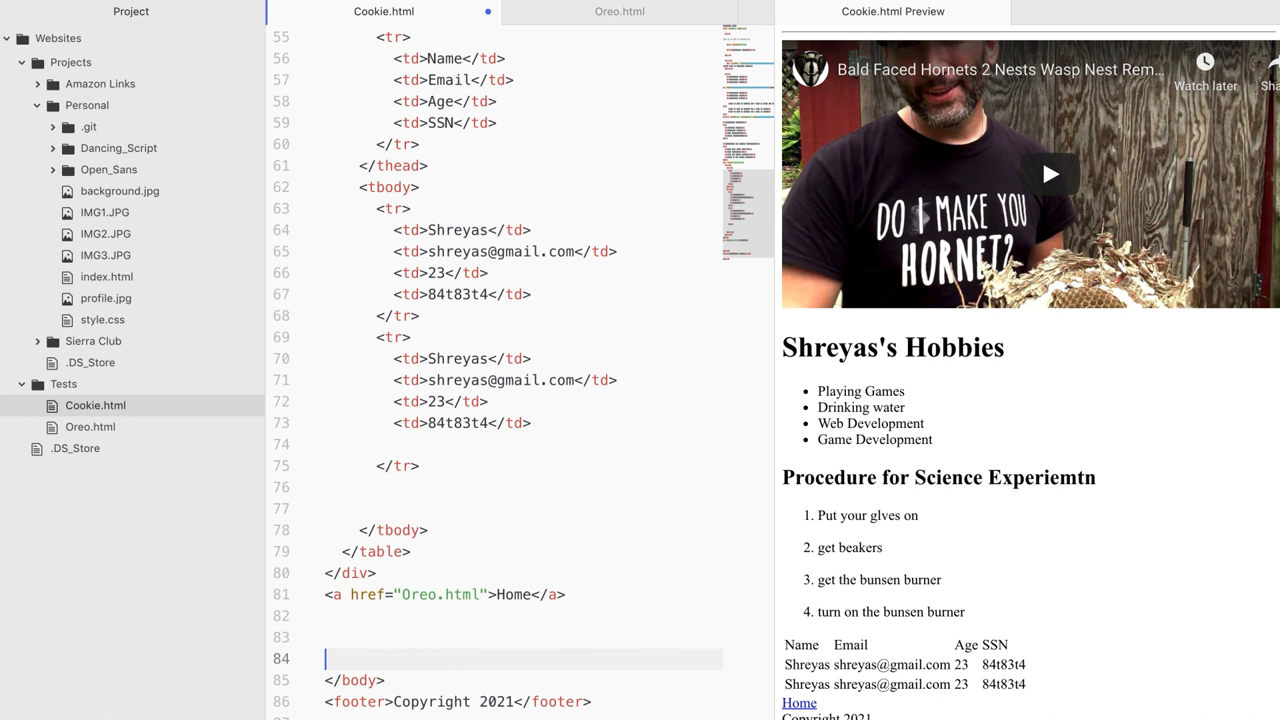 Project
Cookie.html
Oreo.html
Cookie.html Preview
Websites
Projects
Amazon
Personal
.git
Dancing_Script
Open_Sans
background.jpg
IMG1.JPG
IMG2.JPG
IMG3.JPG
index.html
profile.jpg
style.css
Sierra Club
.DS_Store
Tests
Cookie.html
Oreo.html
.DS_Store
55 <tr>
56 <td>Name</td>
57 <td>Email</td>
58 <td>Age</td>
59 <td>SSN</td>
60 </tr>
61 </thead>
62 <tbody>
63 <tr>
64 <td>Shreyas</td>
65 <td>shreyas@gmail.com</td>
66 <td>23</td>
67 <td>84t83t4</td>
68 </tr>
69 <tr>
70 <td>Shreyas</td>
71 <td>shreyas@gmail.com</td>
72 <td>23</td>
73 <td>84t83t4</td>
74
75 </tr>
76
77
78 </tbody>
79 </table>
80 </div>
81 <a href="Oreo.html">Home</a>
82
83
84
85 </body>
86 <footer>Copyright 2021</footer>
Bald Faced Hornets 2 Nests Wasp Nest Rem...
Watch later
Sha
DO I MAKE YOU
HORNET?
Shreyas's Hobbies
• Playing Games
• Drinking water
• Web Development
• Game Development
Procedure for Science Experiemtn
1. Put your glves on
2. get beakers
3. get the bunsen burner
4. turn on the bunsen burner
Name Email Age SSN
Shreyas shreyas@gmail.com 23 84t83t4
Shreyas shreyas@gmail.com 23 84t83t4
Home
Copyright 2021